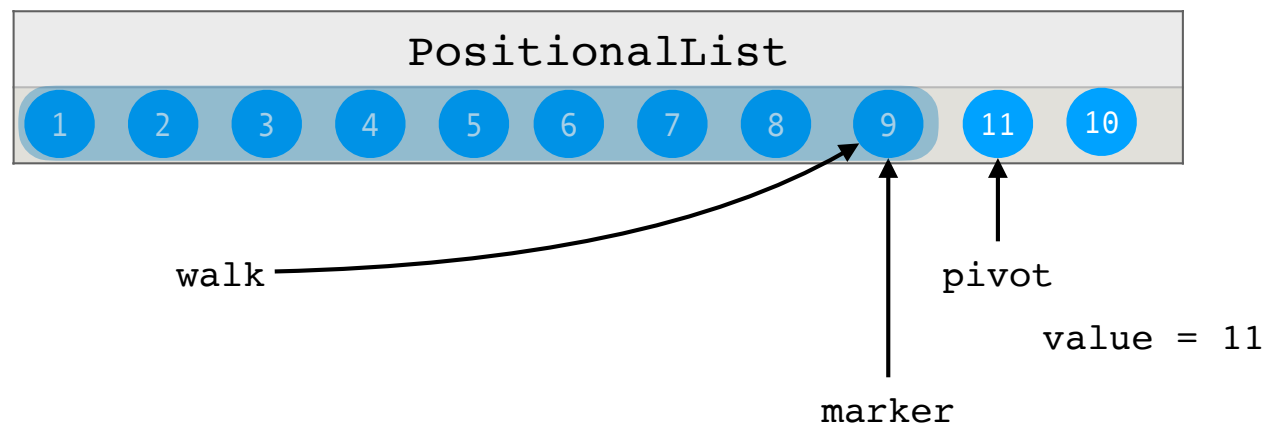 PositionalList
1 2 3 4 5 6 7 8 9 11 10
walk
pivot
value = 11
marker